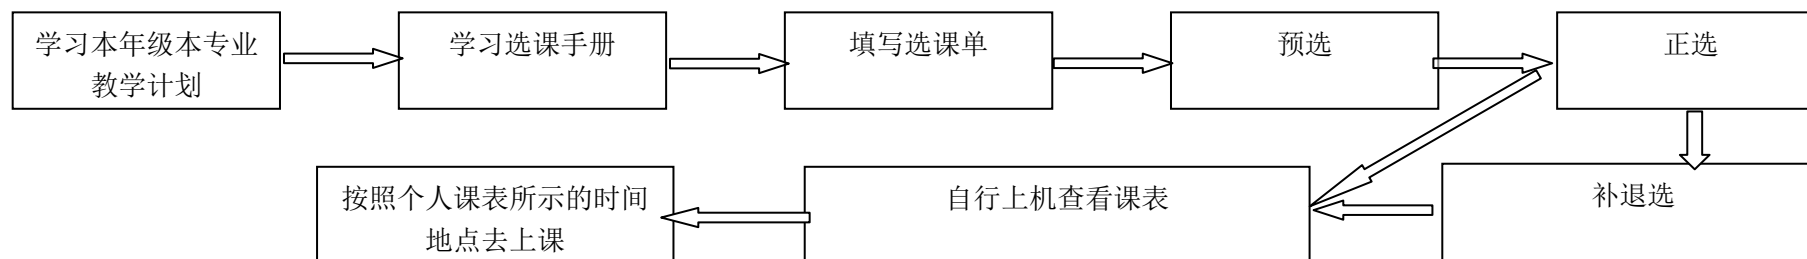 学习本年级本专业
教学计划
学习选课手册
填写选课单
预选
正选
补退选
自行上机查看课表
按照个人课表所示的时间
地点去上课